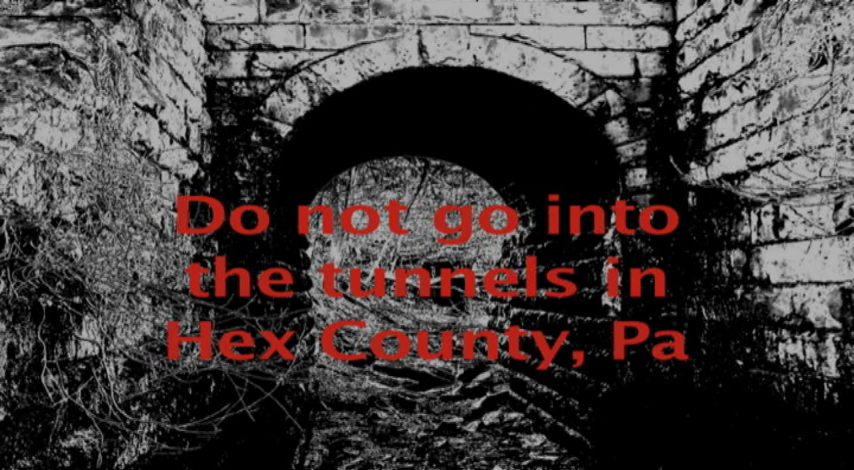 Do not go into
the tunnels in
Hex County, Pa